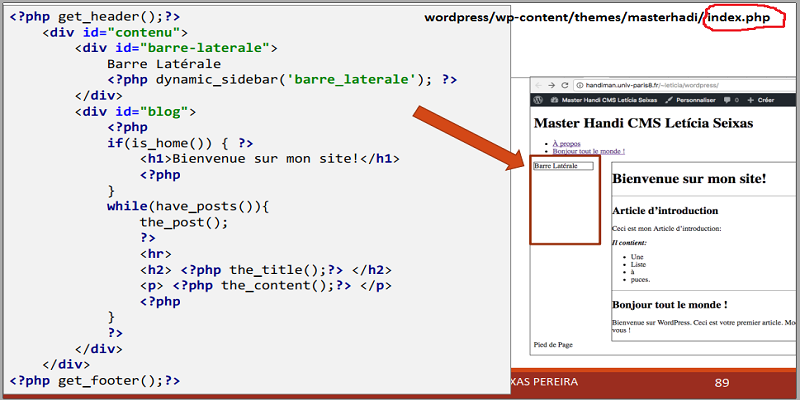 <?php get_header();?>
<div id="contenu">
<div id="barre-laterale">
Barre Latérale
<?php dynamic_sidebar('barre_laterale'); ?>
</div>
<div id="blog">
<?php
if(is_home()) { ?>
<h1>Bienvenue sur mon site!</h1>
<?php
}
while(have_posts()){
the_post();
?>
<hr>
<h2> <?php the_title();?> </h2>
<p> <?php the_content();?> </p>
<?php
}
?>
</div>
</div>
<?php get_footer();?>
wordpress/wp-content/themes/masterhadi//index.php
handiman.univ-paris8.fr/~leticia/wordpress/
Master Handi CMS Letícia Seixas Personnaliser 0 + Créer
Master Handi CMS Letícia Seixas
À propos
Bonjour tout le monde !
Barre Latérale
Bienvenue sur mon site!
Article d'introduction
Ceci est mon Article d'introduction:
Il contient:
Une
Liste
à
puces.
Bonjour tout le monde !
Bienvenue sur WordPress. Ceci est votre premier article. Mo
vous !
Pied de Page
XAS PEREIRA
89